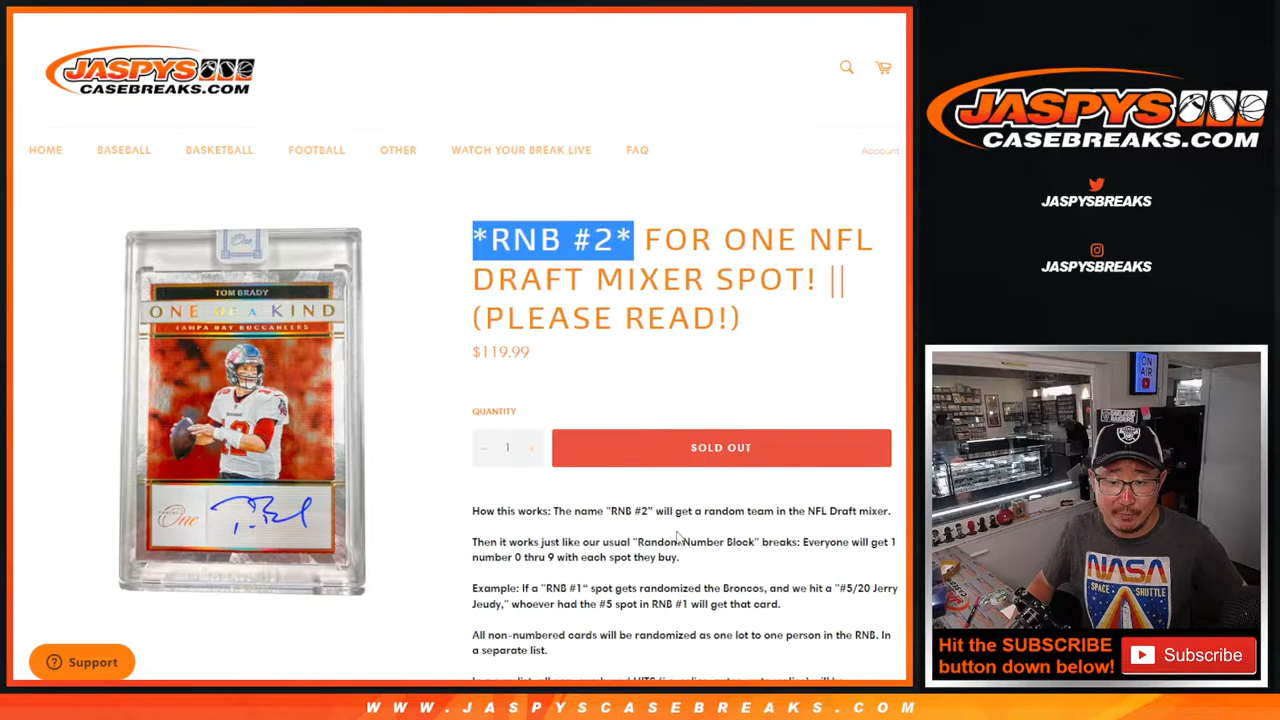 JASPYS
CASEBREAKS.COM
HOME
BASEBALL
BASKETBALL
FOOTBALL
OTHER
WATCH YOUR BREAK LIVE
FAQ
Account
One
TOM BRADY
ONE OF A KIND
TAMPA BAY BUCCANEERS
One
*RNB #2* FOR ONE NFL
DRAFT MIXER SPOT! ||
(PLEASE READ!)
$119.99
QUANTITY
− 1 +
SOLD OUT
How this works: The name "RNB #2" will get a random team in the NFL Draft mixer.
Then it works just like our usual "Random Number Block" breaks: Everyone will get 1
number 0 thru 9 with each spot they buy.
Example: If a "RNB #1" spot gets randomized the Broncos, and we hit a "#5/20 Jerry
Jeudy," whoever had the #5 spot in RNB #1 will get that card.
All non-numbered cards will be randomized as one lot to one person in the RNB. In
a separate list.
Support
JASPYS
CASEBREAKS.COM
JASPYSBREAKS
JASPYSBREAKS
ON
AIR
NASA
SPACE SHUTTLE
Hit the SUBSCRIBE
button down below!
Subscribe
WWW.JASPYSCASEBREAKS.COM